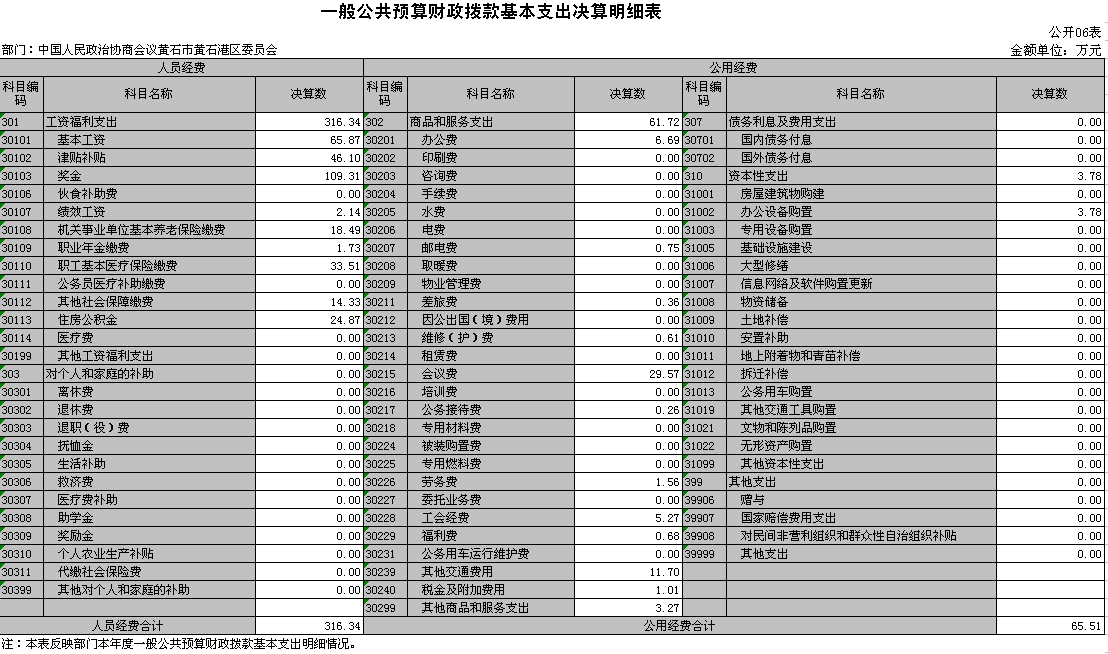 一般公共预算财政拨款基本支出决算明细表
公开06表
部门：中国人民政治协商会议黄石市黄石港区委员会 金额单位：万元
人员经费 公用经费
科目编码 科目名称 决算数 科目编码 科目名称 决算数 科目编码 科目名称 决算数
301 工资福利支出 316.34 302 商品和服务支出 61.72 307 债务利息及费用支出 0.00
30101 基本工资 65.87 30201 办公费 6.69 30701 国内债务付息 0.00
30102 津贴补贴 46.10 30202 印刷费 0.00 30702 国外债务付息 0.00
30103 奖金 109.31 30203 咨询费 0.00 310 资本性支出 3.78
30106 伙食补助费 0.00 30204 手续费 0.00 31001 房屋建筑物购建 0.00
30107 绩效工资 2.14 30205 水费 0.00 31002 办公设备购置 3.78
30108 机关事业单位基本养老保险缴费 18.49 30206 电费 0.00 31003 专用设备购置 0.00
30109 职业年金缴费 1.73 30207 邮电费 0.75 31005 基础设施建设 0.00
30110 职工基本医疗保险缴费 33.51 30208 取暖费 0.00 31006 大型修缮 0.00
30111 公务员医疗补助缴费 0.00 30209 物业管理费 0.00 31007 信息网络及软件购置更新 0.00
30112 其他社会保障缴费 14.33 30211 差旅费 0.36 31008 物资储备 0.00
30113 住房公积金 24.87 30212 因公出国（境）费用 0.00 31009 土地补偿 0.00
30114 医疗费 0.00 30213 维修（护）费 0.61 31010 安置补助 0.00
30199 其他工资福利支出 0.00 30214 租赁费 0.00 31011 地上附着物和青苗补偿 0.00
303 对个人和家庭的补助 0.00 30215 会议费 29.57 31012 拆迁补偿 0.00
30301 离休费 0.00 30216 培训费 0.00 31013 公务用车购置 0.00
30302 退休费 0.00 30217 公务接待费 0.26 31019 其他交通工具购置 0.00
30303 退职（役）费 0.00 30218 专用材料费 0.00 31021 文物和陈列品购置 0.00
30304 抚恤金 0.00 30224 被装购置费 0.00 31022 无形资产购置 0.00
30305 生活补助 0.00 30225 专用燃料费 0.00 31099 其他资本性支出 0.00
30306 救济费 0.00 30226 劳务费 1.56 399 其他支出 0.00
30307 医疗费补助 0.00 30227 委托业务费 0.00 39906 赠与 0.00
30308 助学金 0.00 30228 工会经费 5.27 39907 国家赔偿费用支出 0.00
30309 奖励金 0.00 30229 福利费 0.68 39908 对民间非营利组织和群众性自治组织补贴 0.00
30310 个人农业生产补贴 0.00 30231 公务用车运行维护费 0.00 39999 其他支出 0.00
30311 代缴社会保险费 0.00 30239 其他交通费用 11.70
30399 其他对个人和家庭的补助 0.00 30240 税金及附加费用 1.01
30299 其他商品和服务支出 3.27
人员经费合计 316.34 公用经费合计 65.51
注：本表反映部门本年度一般公共预算财政拨款基本支出明细情况。